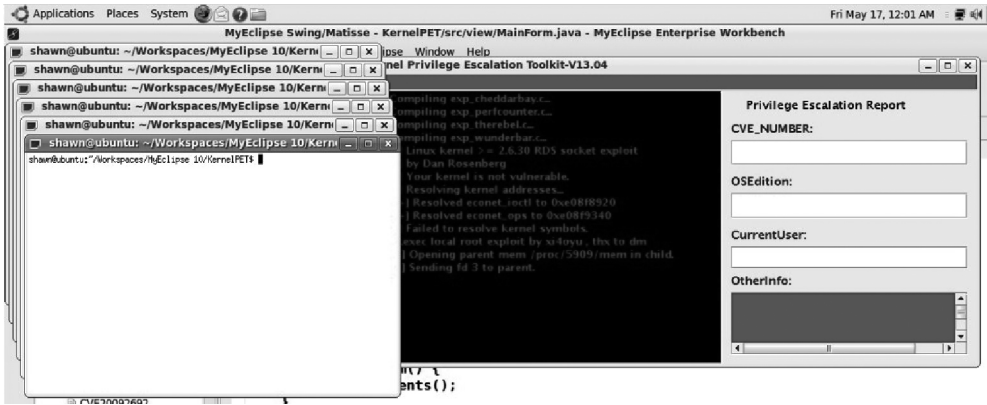 Applications Places System
Fri May 17, 12:01 AM
MyEclipse Swing/Matisse - KernelPET/src/view/MainForm.java - MyEclipse Enterprise Workbench
shawn@ubuntu: ~/Workspaces/MyEclipse 10/Kerne
ipse Window Help
shawn@ubuntu: ~/Workspaces/MyEclipse 10/Kerne
nel Privilege Escalation Toolkit-V13.04
shawn@ubuntu: ~/Workspaces/MyEclipse 10/Kerne
shawn@ubuntu: ~/Workspaces/MyEclipse 10/Kerne
shawn@ubuntu: ~/Workspaces/MyEclipse 10/Kerne
shawn@ubuntu: ~/Workspaces/MyEclipse 10/Kerne
shawn@ubuntu:~/Workspaces/MyEclipse 10/KernelPET$
ompiling exp_cheddarbay.c...
ompiling exp_perfcounter.c...
ompiling exp_therebel.c...
ompiling exp_wunderbar.c...
Linux kernel >= 2.6.30 RDS socket exploit
by Dan Rosenberg
Your kernel is not vulnerable.
Resolving kernel addresses...
] Resolved econet_ioctl to 0xe08f8920
] Resolved econet_ops to 0xe08f9340
Failed to resolve kernel symbols.
exec local root exploit by xi4oyu , thx to dm
] Opening parent mem /proc/5909/mem in child.
] Sending fd 3 to parent.
Privilege Escalation Report
CVE_NUMBER:
OSEdition:
CurrentUser:
OtherInfo:
ents();
}
CVE20092692